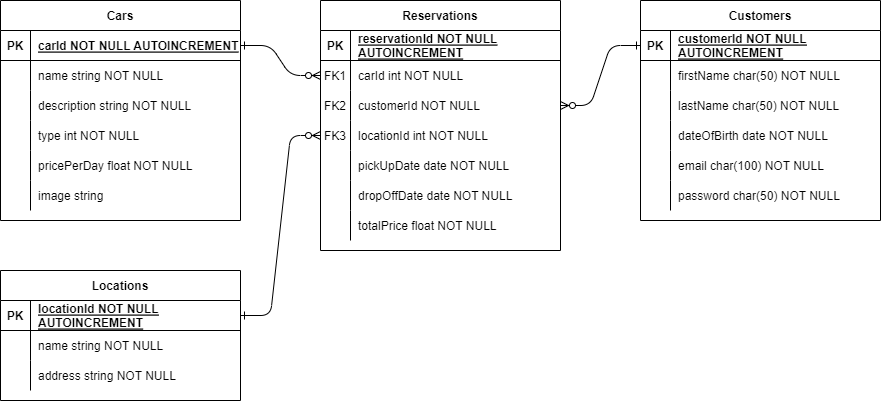 Cars
PK carId NOT NULL AUTOINCREMENT
name string NOT NULL
description string NOT NULL
type int NOT NULL
pricePerDay float NOT NULL
image string
Reservations
PK reservationId NOT NULL
AUTOINCREMENT
FK1 carId int NOT NULL
FK2 customerId NOT NULL
FK3 locationId int NOT NULL
pickUpDate date NOT NULL
dropOffDate date NOT NULL
totalPrice float NOT NULL
Customers
PK customerId NOT NULL
AUTOINCREMENT
firstName char(50) NOT NULL
lastName char(50) NOT NULL
dateOfBirth date NOT NULL
email char(100) NOT NULL
password char(50) NOT NULL
Locations
PK locationId NOT NULL
AUTOINCREMENT
name string NOT NULL
address string NOT NULL